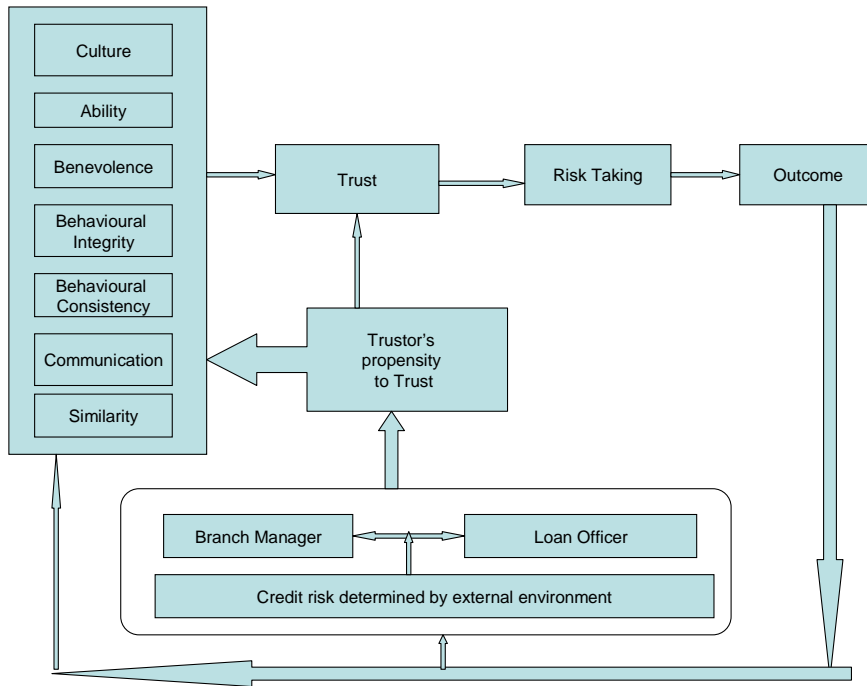 Culture
Ability
Benevolence
Behavioural
Integrity
Behavioural
Consistency
Communication
Similarity
Trust
Risk Taking
Outcome
Trustor’s
propensity
to Trust
Branch Manager
Loan Officer
Credit risk determined by external environment